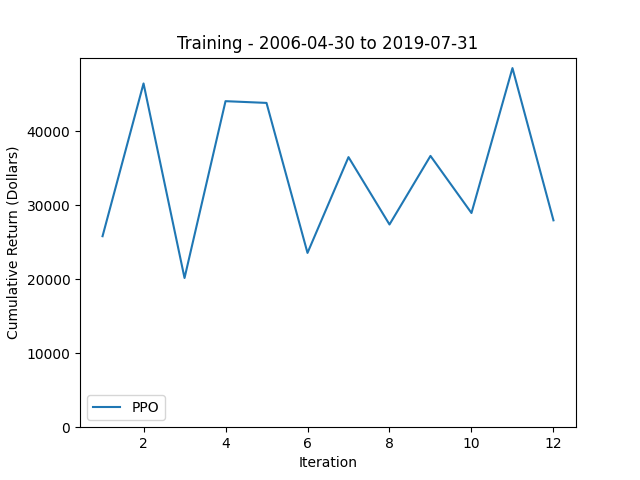 Training - 2006-04-30 to 2019-07-31
Cumulative Return (Dollars)
40000
30000
20000
10000
0
PPO
2 4 6 8 10 12
Iteration